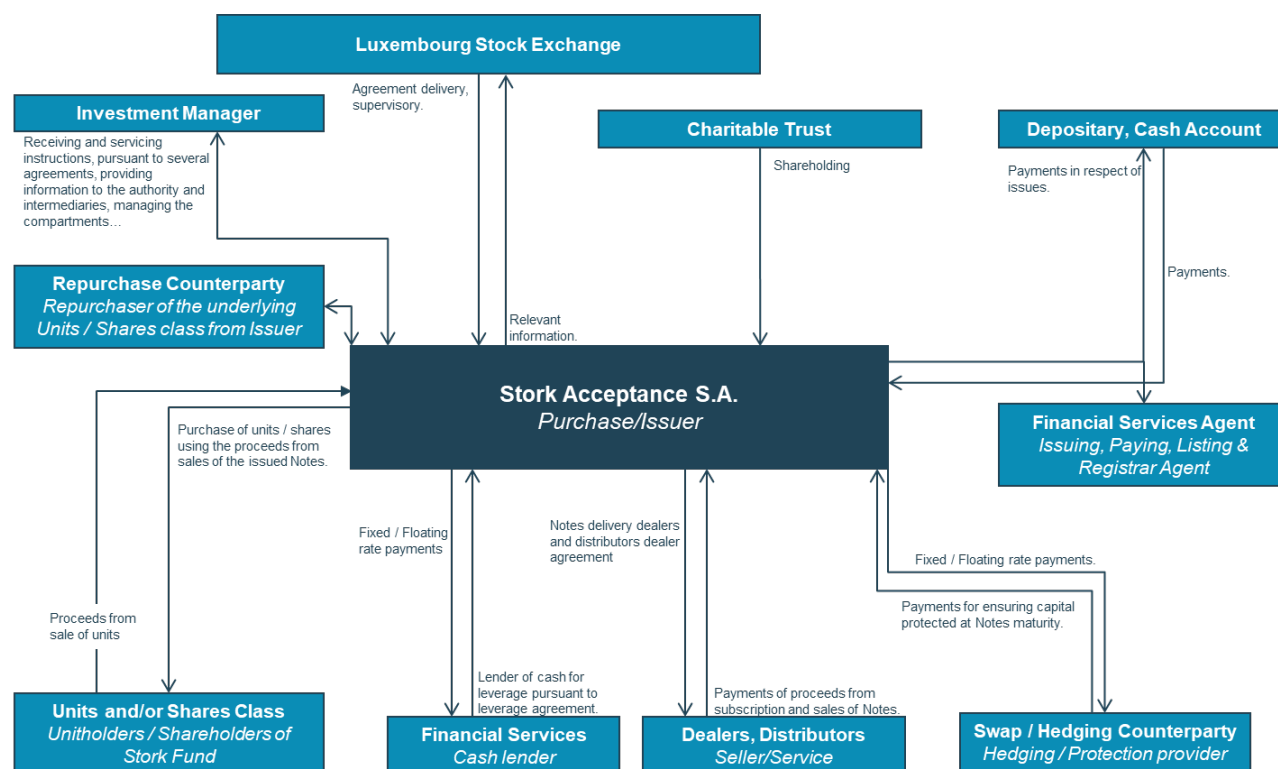 Luxembourg Stock Exchange
Investment Manager
Receiving and servicing
instructions, pursuant to several
agreements, providing
information to the authority and
intermediaries, managing the
compartments…
Agreement delivery,
supervisory.
Charitable Trust
Shareholding
Depositary, Cash Account
Payments in respect of
issues.
Payments.
Repurchase Counterparty
Repurchaser of the underlying
Units / Shares class from Issuer
Relevant
information.
Stork Acceptance S.A.
Purchase/Issuer
Financial Services Agent
Issuing, Paying, Listing &
Registrar Agent
Purchase of units / shares
using the proceeds from
sales of the issued Notes.
Fixed / Floating
rate payments
Notes delivery dealers
and distributors dealer
agreement
Fixed / Floating rate payments.
Payments for ensuring capital
protected at Notes maturity.
Proceeds from
sale of units
Lender of cash for
leverage pursuant to
leverage agreement.
Payments of proceeds from
subscription and sales of Notes.
Units and/or Shares Class
Unitholders / Shareholders of
Stork Fund
Financial Services
Cash lender
Dealers, Distributors
Seller/Service
Swap / Hedging Counterparty
Hedging / Protection provider